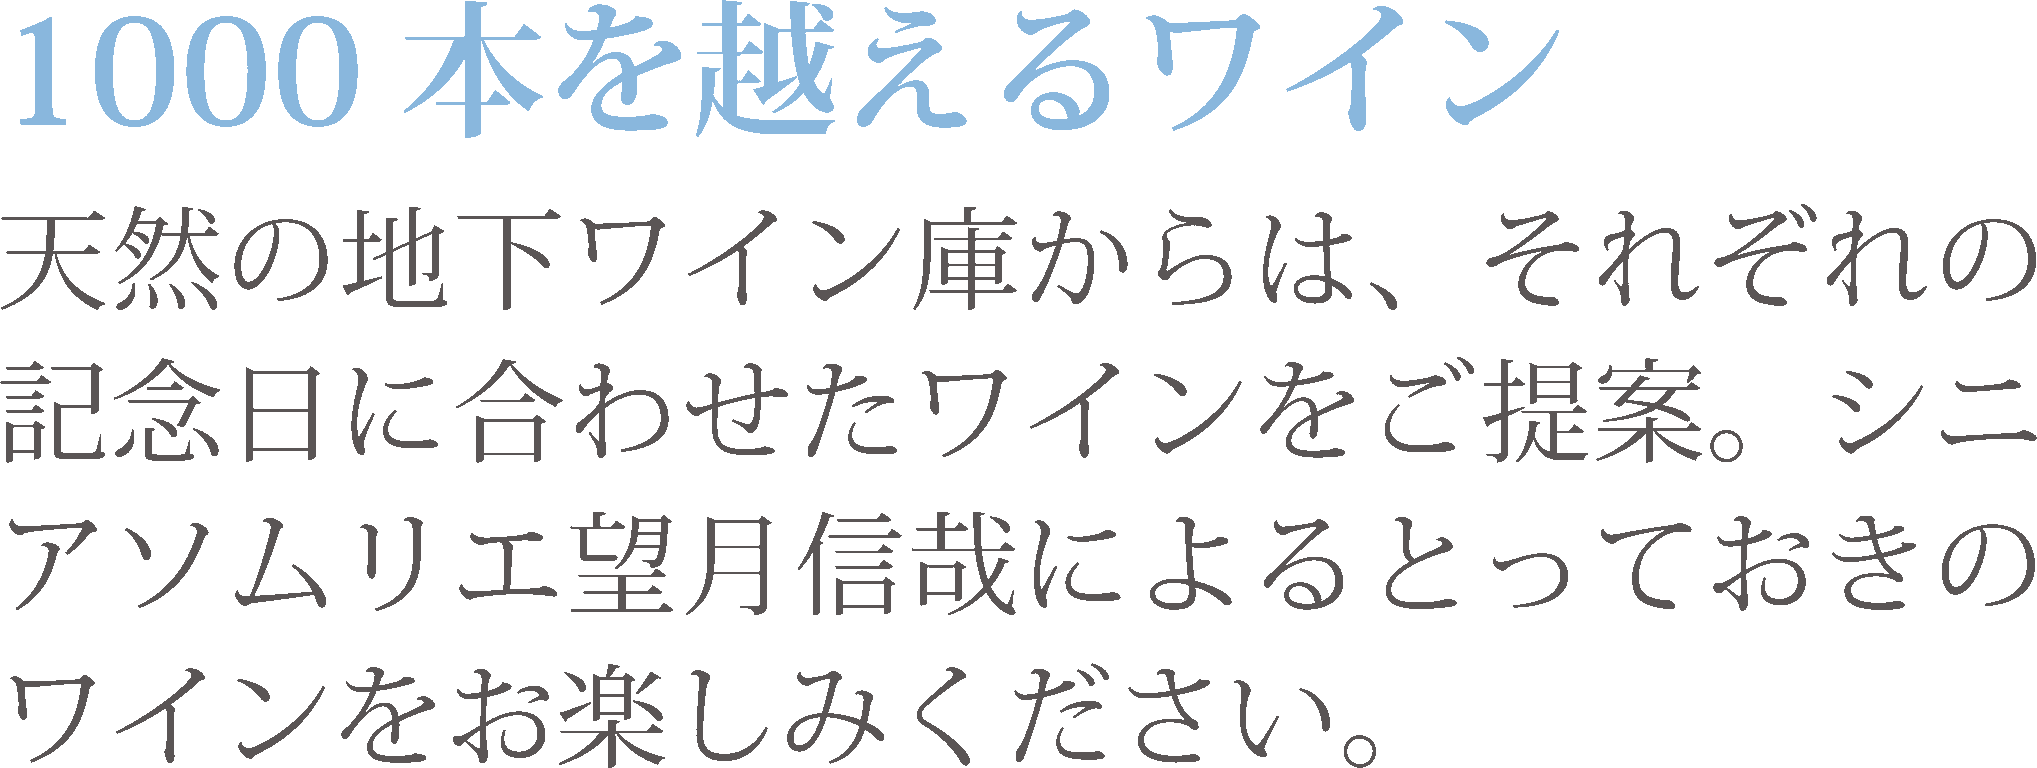 1000本を越えるワイン
天然の地下ワイン庫からは、それぞれの
記念日に合わせたワインをご提案。シニ
アソムリエ望月信哉によるとっておきの
ワインをお楽しみください。